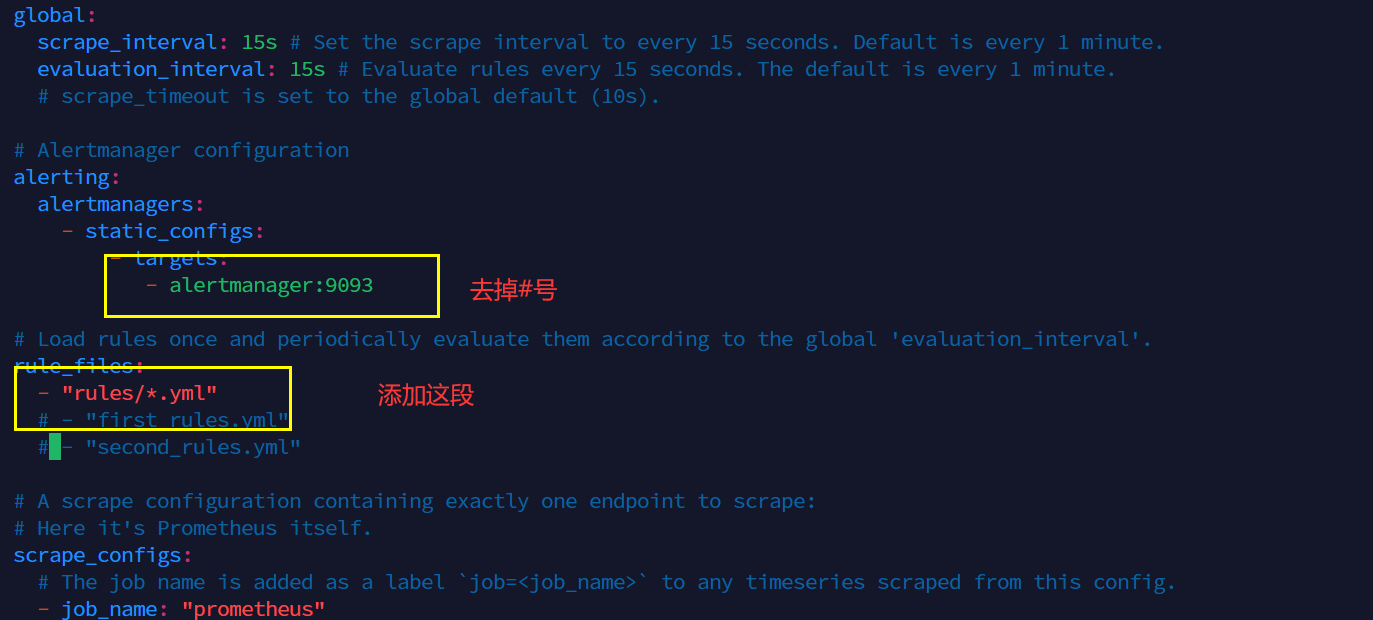 global:
  scrape_interval: 15s # Set the scrape interval to every 15 seconds. Default is every 1 minute.
  evaluation_interval: 15s # Evaluate rules every 15 seconds. The default is every 1 minute.
  # scrape_timeout is set to the global default (10s).
# Alertmanager configuration
alerting:
  alertmanagers:
    - static_configs:
        - targets:
           - alertmanager:9093
去掉#号
# Load rules once and periodically evaluate them according to the global 'evaluation_interval'.
rule_files:
  - "rules/*.yml"
添加这段
  # - "first_rules.yml"
  # - "second_rules.yml"
# A scrape configuration containing exactly one endpoint to scrape:
# Here it's Prometheus itself.
scrape_configs:
  # The job name is added as a label `job=<job_name>` to any timeseries scraped from this config.
  - job_name: "prometheus"